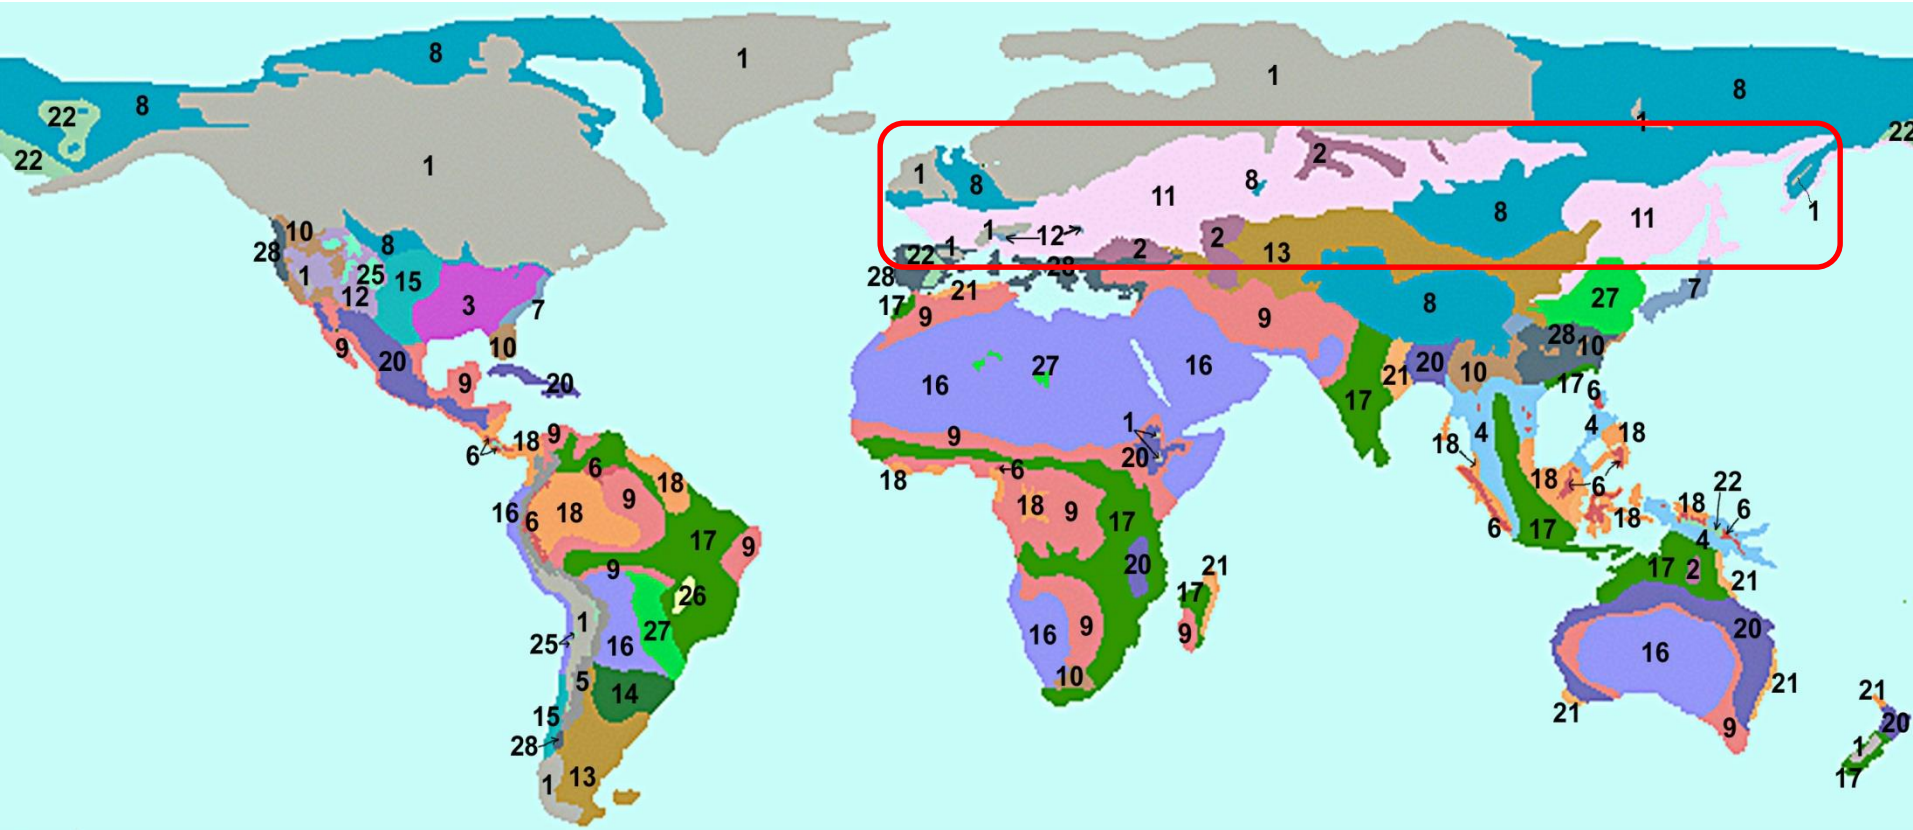 8 1 1
22 8 8
1 22
22 1 2
1 8 8 11 8 11 1
10 28 8 1 12
1 25 15 12 3 7
22 1 2 2 13
28 28
17 21 9 9 8 27 7
9 20 10 9 20
16 27 16 17 21 20 10 28 10 17 6
6 18 9 6 9 18
9 18 1 20 6
18 4 4 18 18 6 22
16 6 18 9 17 9
18 9 17 20 6 17 18 18 6 4
9 26 16 27 1 25
16 9 10 17 21 9
17 2 21 20 16 21 21 9
5 14 15 28 1 13
21 20 1 17